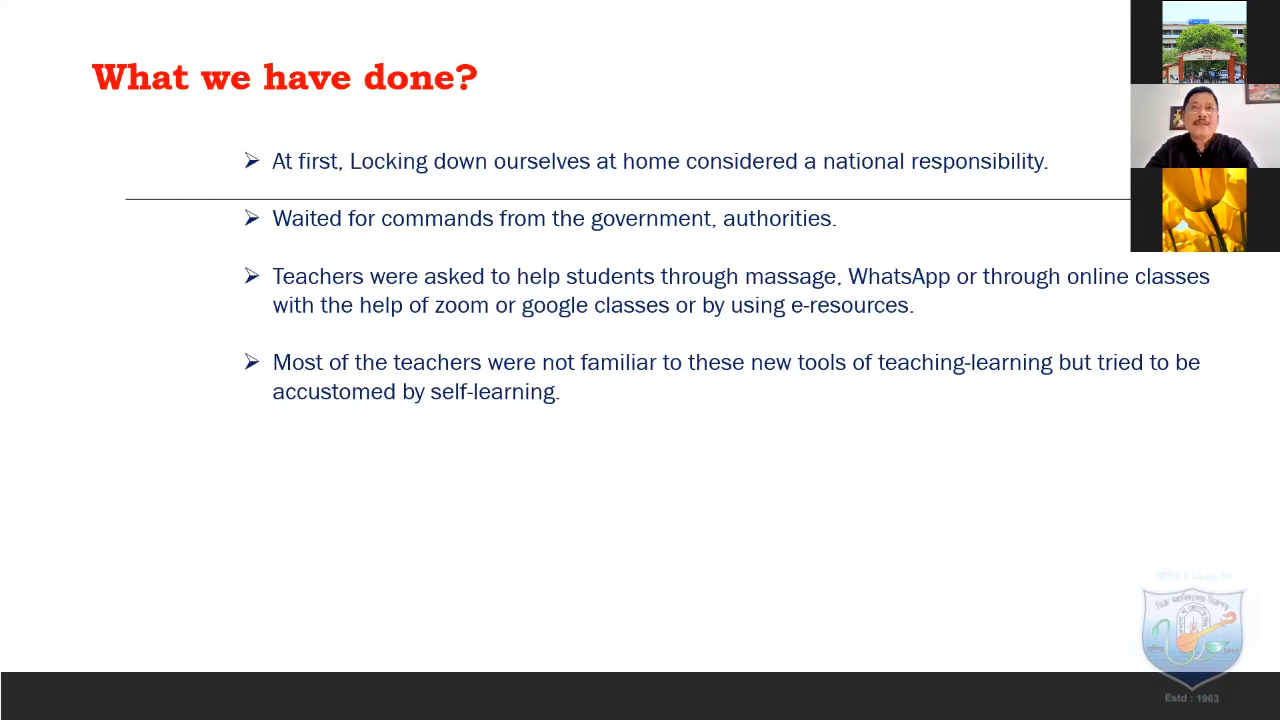 What we have done?
➢ At first, Locking down ourselves at home considered a national responsibility.
➢ Waited for commands from the government, authorities.
➢ Teachers were asked to help students through massage, WhatsApp or through online classes
with the help of zoom or google classes or by using e-resources.
➢ Most of the teachers were not familiar to these new tools of teaching-learning but tried to be
accustomed by self-learning.
Estd : 1963